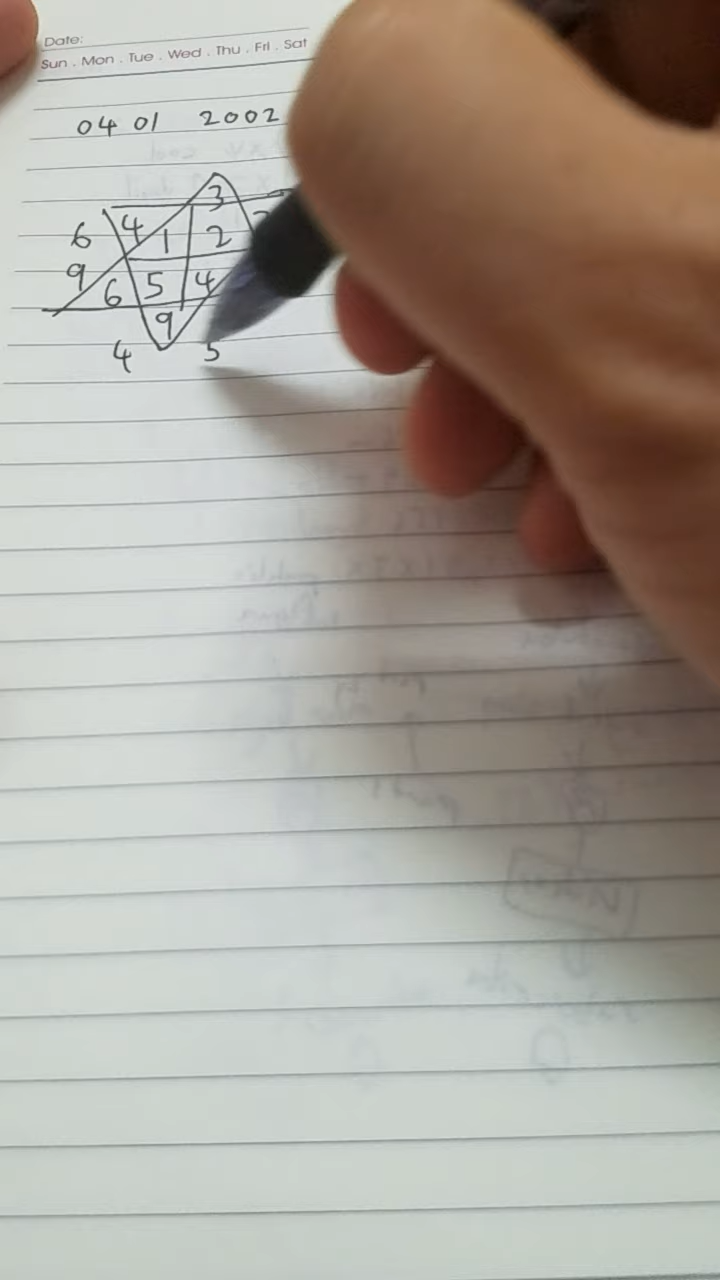 Date:
Sun . Mon . Tue . Wed . Thu . Fri . Sat
04 01 2002
3
6 4 1 2
9 6 5 4
9
4 5